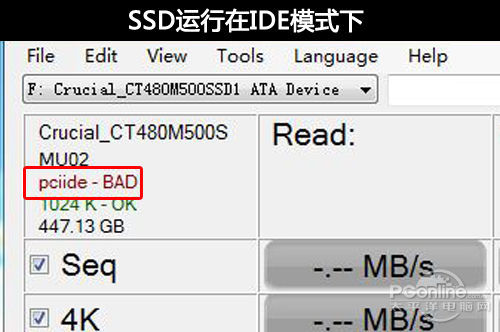 SSD运行在IDE模式下
File Edit View Tools Language Help
F: Crucial_CT480M500SSD1 ATA Device
Crucial_CT480M500S
MU02
pciide - BAD
1024 K - OK
447.13 GB
Read:
Seq
-.-- MB/s
4K
-.-- MB/s
PConline
太平洋电脑网